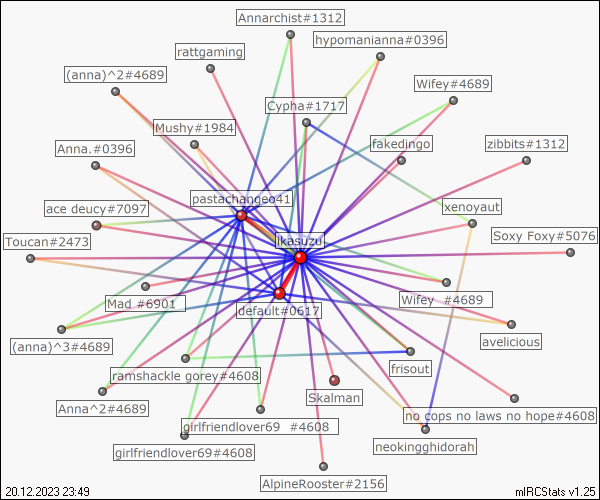 Annarchist#1312
hypomanianna#0396
rattgaming
(anna)^2#4689
Wifey#4689
Cypha#1717
Mushy#1984
fakedingo
zibbits#1312
Anna.#0396
pastachangeo41
ace deucy#7097
xenoyaut
Toucan#2473
ikasuzu
Soxy Foxy#5076
Mad #6901
Wifey #4689
default#0617
(anna)^3#4689
avelicious
ramshackle gorey#4608
frisout
Skalman
Anna^2#4689
no cops no laws no hope#4608
girlfriendlover69 #4608
neokingghidorah
girlfriendlover69#4608
AlpineRooster#2156
20.12.2023 23:49
mIRCStats v1.25